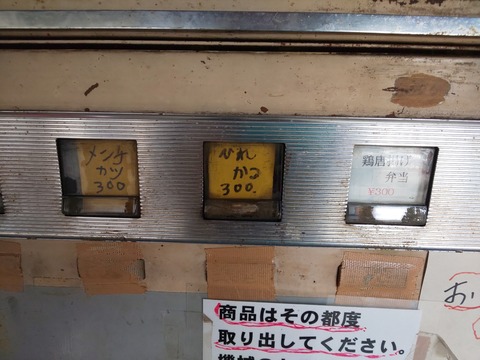 メンチ
カツ
300
ひれ
かつ
300.
鶏唐揚げ
弁当
¥300
商品はその都度
取り出してください。
お